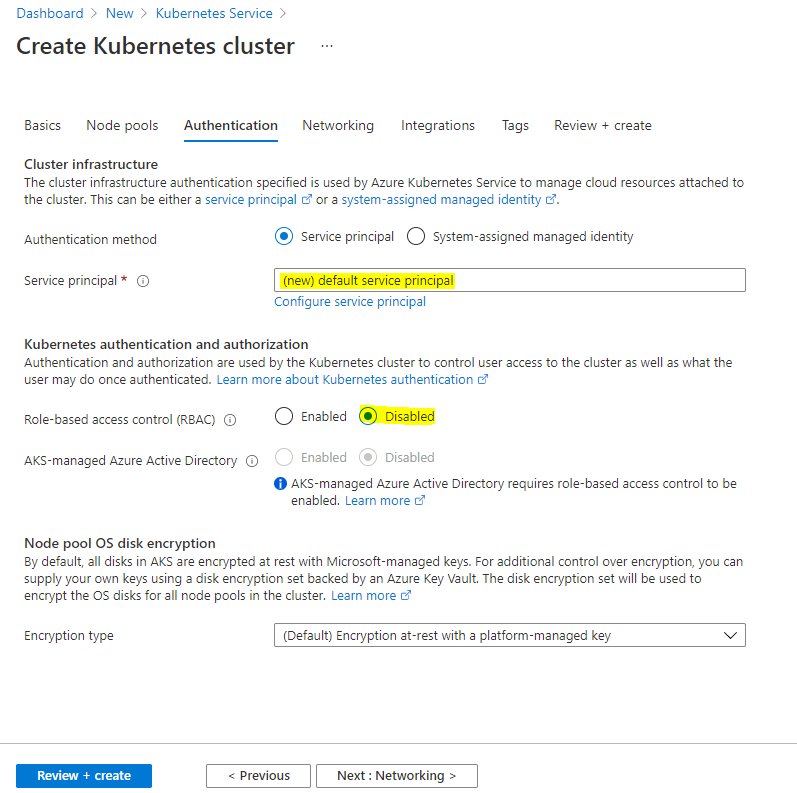 Dashboard > New > Kubernetes Service >
Create Kubernetes cluster ...
Basics Node pools Authentication Networking Integrations Tags Review + create
Cluster infrastructure
The cluster infrastructure authentication specified is used by Azure Kubernetes Service to manage cloud resources attached to
the cluster. This can be either a service principal or a system-assigned managed identity .
Authentication method Service principal System-assigned managed identity
Service principal * (new) default service principal
Configure service principal
Kubernetes authentication and authorization
Authentication and authorization are used by the Kubernetes cluster to control user access to the cluster as well as what the
user may do once authenticated. Learn more about Kubernetes authentication
Role-based access control (RBAC) Enabled Disabled
AKS-managed Azure Active Directory Enabled Disabled
AKS-managed Azure Active Directory requires role-based access control to be
enabled. Learn more
Node pool OS disk encryption
By default, all disks in AKS are encrypted at rest with Microsoft-managed keys. For additional control over encryption, you can
supply your own keys using a disk encryption set backed by an Azure Key Vault. The disk encryption set will be used to
encrypt the OS disks for all node pools in the cluster. Learn more
Encryption type (Default) Encryption at-rest with a platform-managed key
Review + create < Previous Next : Networking >